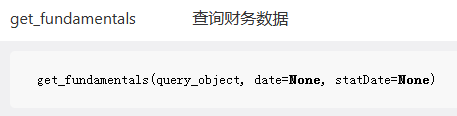 get_fundamentals 查询财务数据
get_fundamentals(query_object, date=None, statDate=None)